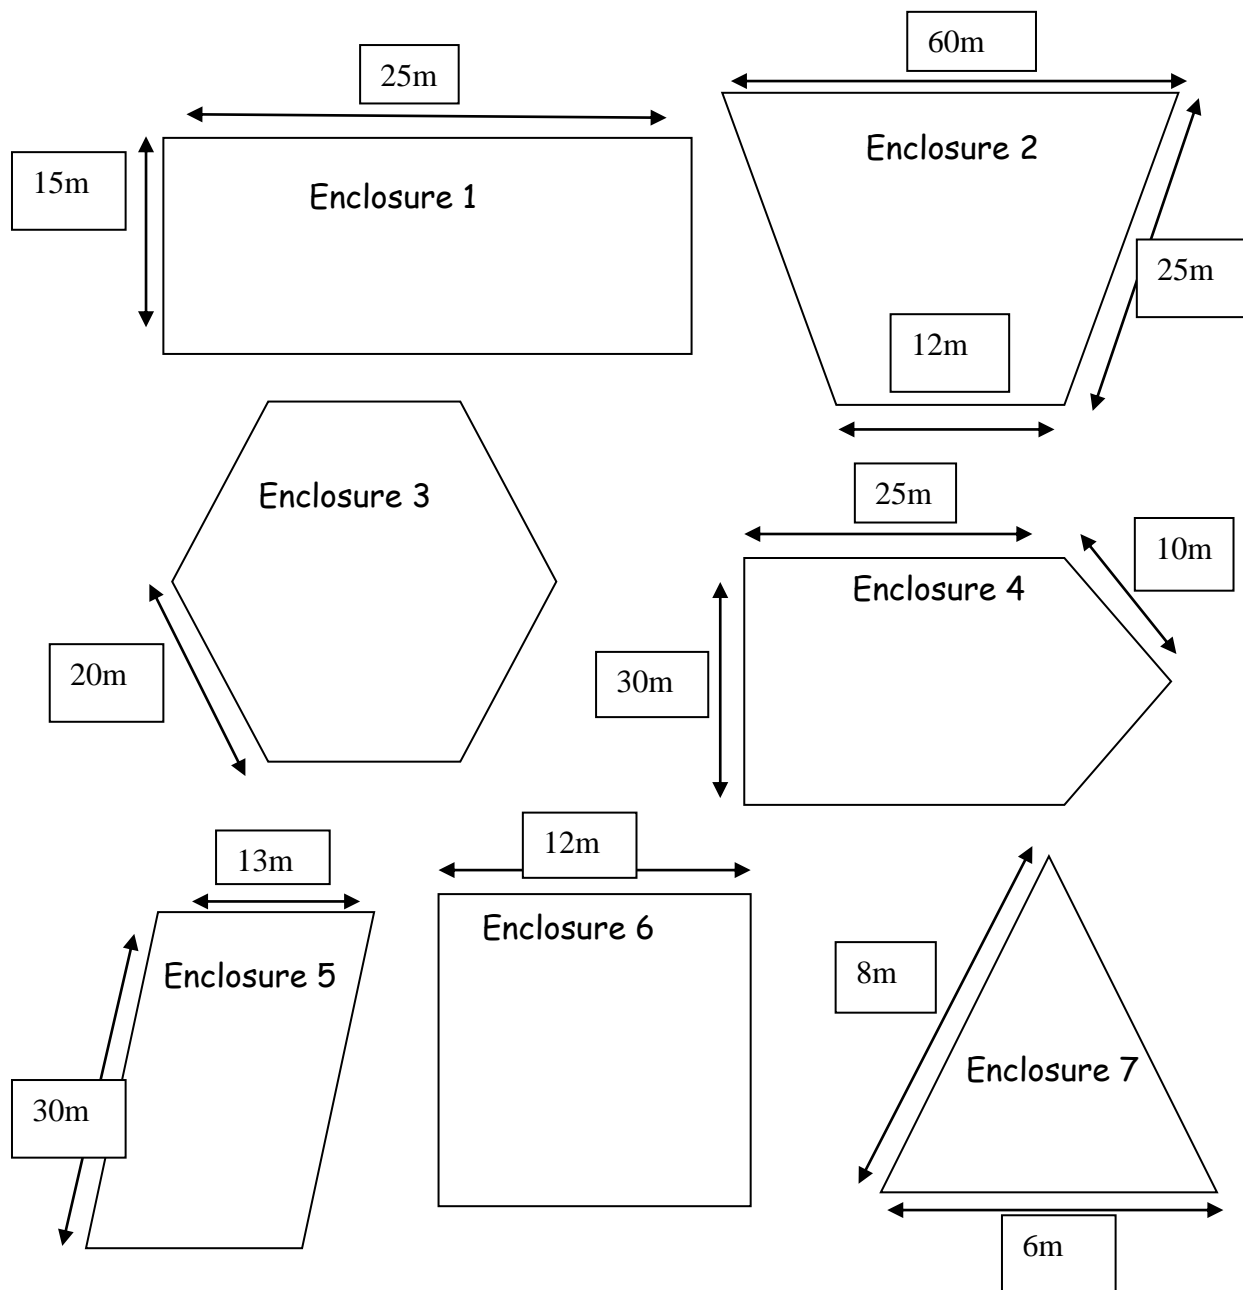 60m
25m
Enclosure 2
15m
Enclosure 1
25m
12m
Enclosure 3
25m
10m
Enclosure 4
20m
30m
13m
12m
Enclosure 6
Enclosure 5
8m
Enclosure 7
30m
6m